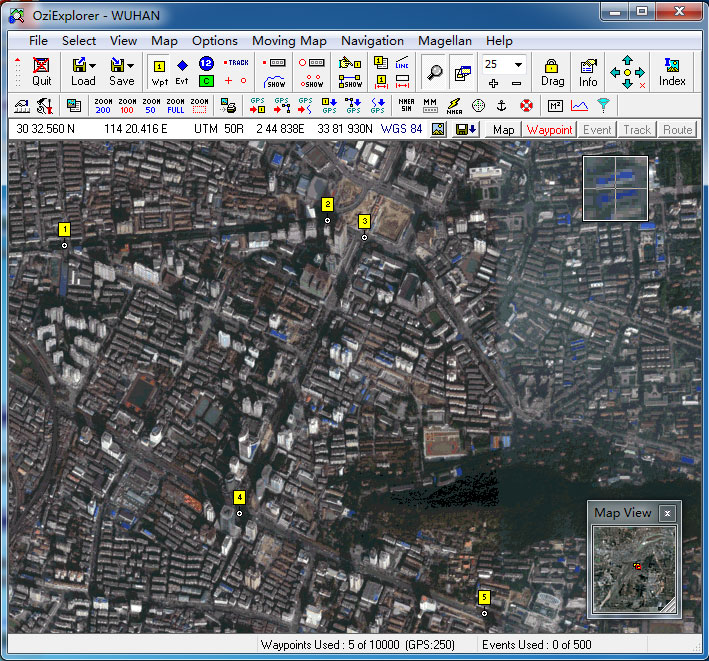 OziExplorer - WUHAN
File Select View Map Options Moving Map Navigation Magellan Help
1 12 TRACK LINE 25
Quit Load Save Wpt Evt C SHOW SHOW SHOW Drag Info Index
ZOOM 200 ZOOM 100 ZOOM 50 ZOOM FULL ZOOM GPS GPS GPS GPS GPS GPS NMER SIM MM NMER M²
30 32.560 N 114 20.416 E UTM 50R 2 44 838E 33 81 930N WGS 84 Map Waypoint Event Track Route
2
3
1
4
Map View x
5
Waypoints Used : 5 of 10000 (GPS:250) Events Used : 0 of 500